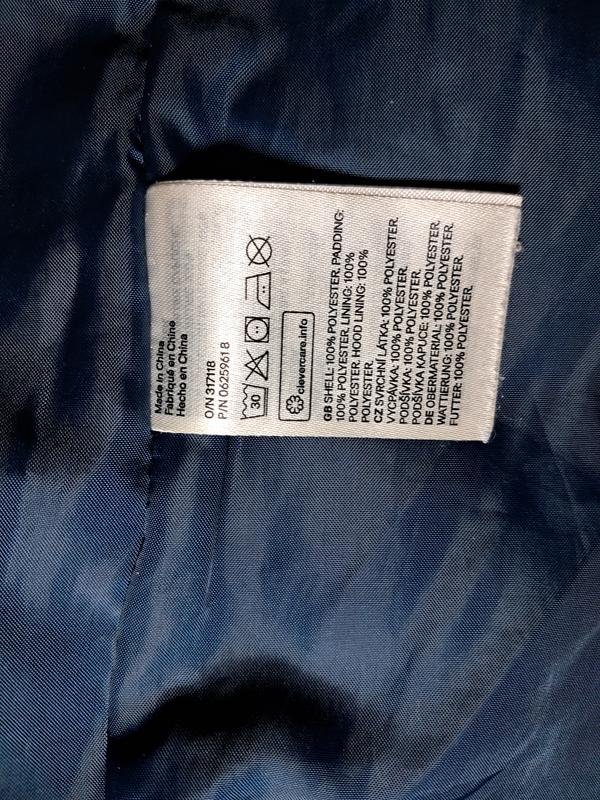 Made in China
Fabriqué en Chine
Hecho en China
O/N 317118
P/N 06259618
30
clevercare.info
GB SHELL: 100% POLYESTER, PADDING:
100% POLYESTER, LINING: 100%
POLYESTER, HOOD LINING: 100%
POLYESTER.
CZ SVRCHNÍ LÁTKA: 100% POLYESTER,
VYCPÁVKA: 100% POLYESTER,
PODŠÍVKA: 100% POLYESTER,
PODŠÍVKA KAPUCE: 100% POLYESTER.
DE OBERMATERIAL: 100% POLYESTER,
WATTIERUNG: 100% POLYESTER,
FUTTER: 100% POLYESTER,